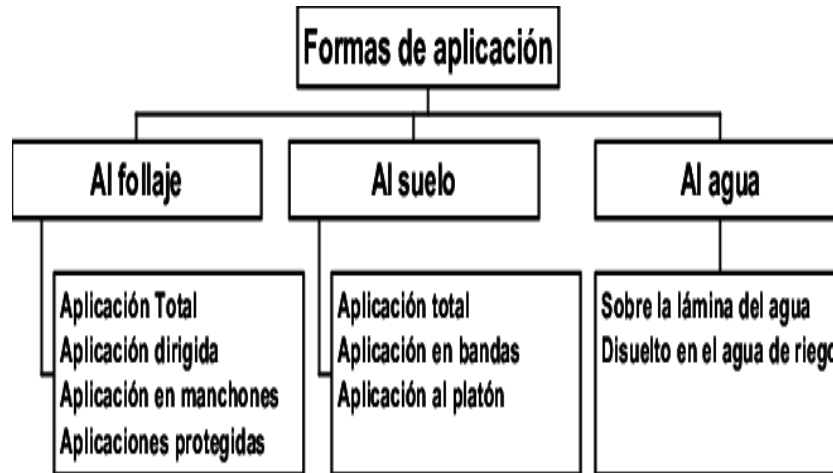 Formas de aplicación
Al follaje
Aplicación Total
Aplicación dirigida
Aplicación en manchones
Aplicaciones protegidas
Al suelo
Aplicación total
Aplicación en bandas
Aplicación al platón
Al agua
Sobre la lámina del agua
Disuelto en el agua de riego